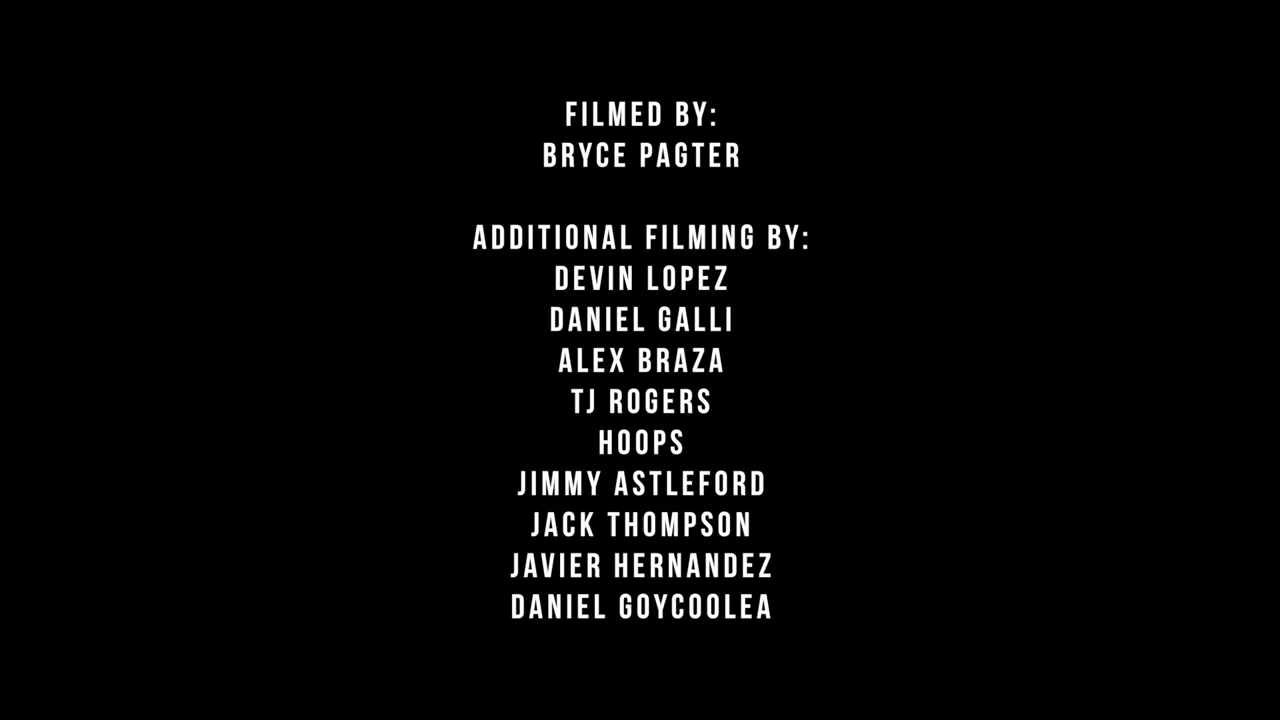 FILMED BY:
BRYCE PAGTER
ADDITIONAL FILMING BY:
DEVIN LOPEZ
DANIEL GALLI
ALEX BRAZA
TJ ROGERS
HOOPS
JIMMY ASTLEFORD
JACK THOMPSON
JAVIER HERNANDEZ
DANIEL GOYCOOLEA